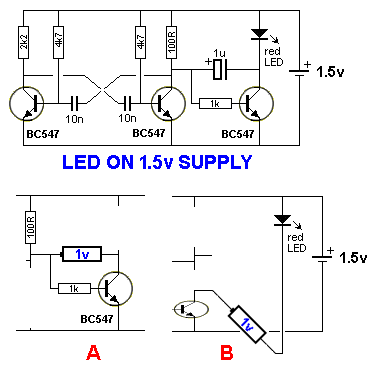 2k2
4k7
4k7
100R
1u
red
LED
1.5v
1k
10n
10n
BC547
BC547
BC547
LED ON 1.5v SUPPLY
100R
1v
1k
BC547
A
red
LED
1.5v
1v
B